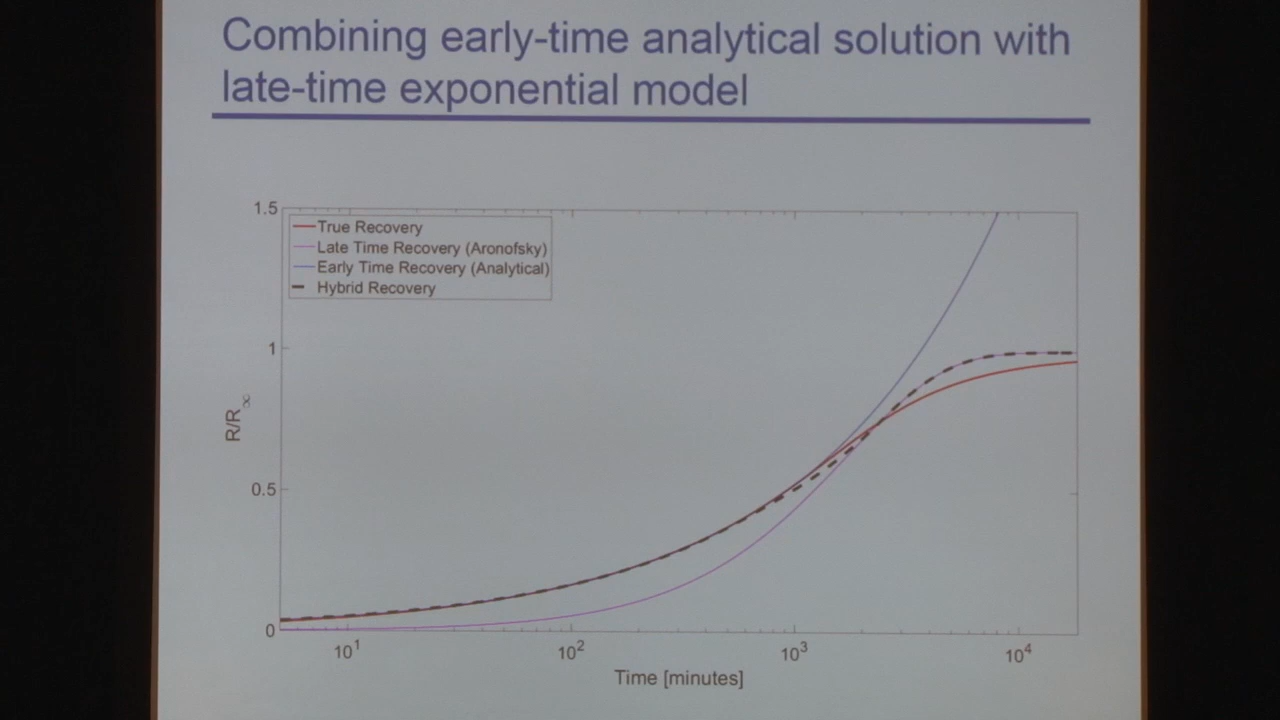 Combining early-time analytical solution with
late-time exponential model
1.5
True Recovery
Late Time Recovery (Aronofsky)
Early Time Recovery (Analytical)
Hybrid Recovery
1
R/R∞
0.5
0
10¹
10²
10³
10⁴
Time [minutes]